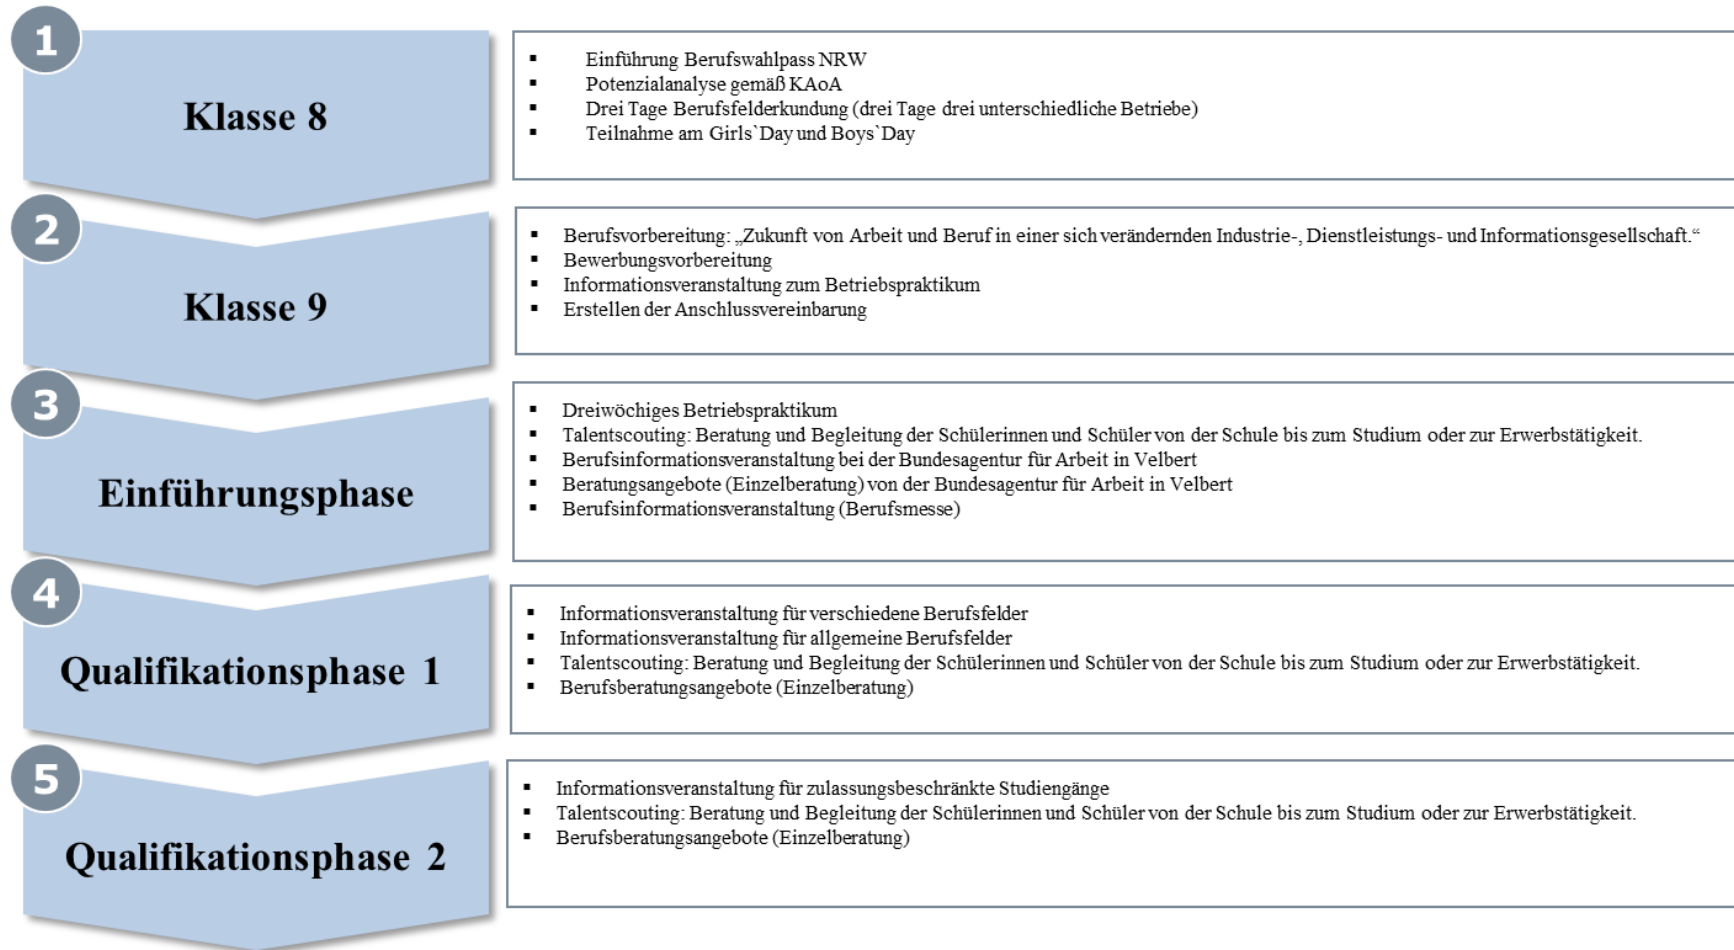 1
Klasse 8
▪ Einführung Berufswahlpass NRW
▪ Potenzialanalyse gemäß KAoA
▪ Drei Tage Berufsfelderkundung (drei Tage drei unterschiedliche Betriebe)
▪ Teilnahme am Girls`Day und Boys`Day
2
Klasse 9
▪ Berufsvorbereitung: „Zukunft von Arbeit und Beruf in einer sich verändernden Industrie-, Dienstleistungs- und Informationsgesellschaft.“
▪ Bewerbungsvorbereitung
▪ Informationsveranstaltung zum Betriebspraktikum
▪ Erstellen der Anschlussvereinbarung
3
Einführungsphase
▪ Dreiwöchiges Betriebspraktikum
▪ Talentscouting: Beratung und Begleitung der Schülerinnen und Schüler von der Schule bis zum Studium oder zur Erwerbstätigkeit.
▪ Berufsinformationsveranstaltung bei der Bundesagentur für Arbeit in Velbert
▪ Beratungsangebote (Einzelberatung) von der Bundesagentur für Arbeit in Velbert
▪ Berufsinformationsveranstaltung (Berufsmesse)
4
Qualifikationsphase 1
▪ Informationsveranstaltung für verschiedene Berufsfelder
▪ Informationsveranstaltung für allgemeine Berufsfelder
▪ Talentscouting: Beratung und Begleitung der Schülerinnen und Schüler von der Schule bis zum Studium oder zur Erwerbstätigkeit.
▪ Berufsberatungsangebote (Einzelberatung)
5
Qualifikationsphase 2
▪ Informationsveranstaltung für zulassungsbeschränkte Studiengänge
▪ Talentscouting: Beratung und Begleitung der Schülerinnen und Schüler von der Schule bis zum Studium oder zur Erwerbstätigkeit.
▪ Berufsberatungsangebote (Einzelberatung)